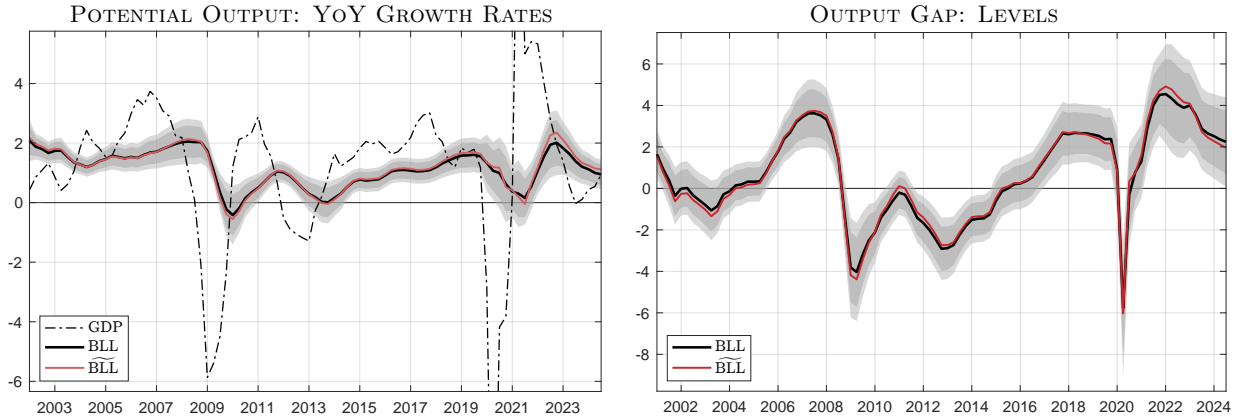 POTENTIAL OUTPUT: YOY GROWTH RATES
4
2
0
-2
-4
-6
GDP
BLL
B͠L͠L
2003 2005 2007 2009 2011 2013 2015 2017 2019 2021 2023
OUTPUT GAP: LEVELS
6
4
2
0
-2
-4
-6
-8
BLL
B͠L͠L
2002 2004 2006 2008 2010 2012 2014 2016 2018 2020 2022 2024